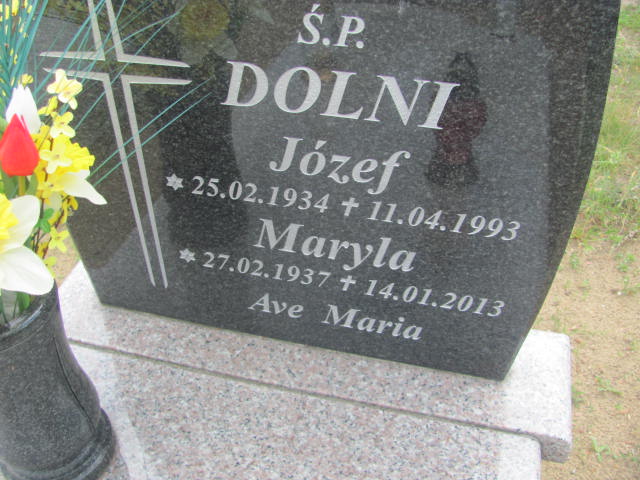 Ś.P.
DOLNI
Józef
✡ 25.02.1934 ✝ 11.04.1993
Maryla
✡ 27.02.1937 ✝ 14.01.2013
Ave Maria